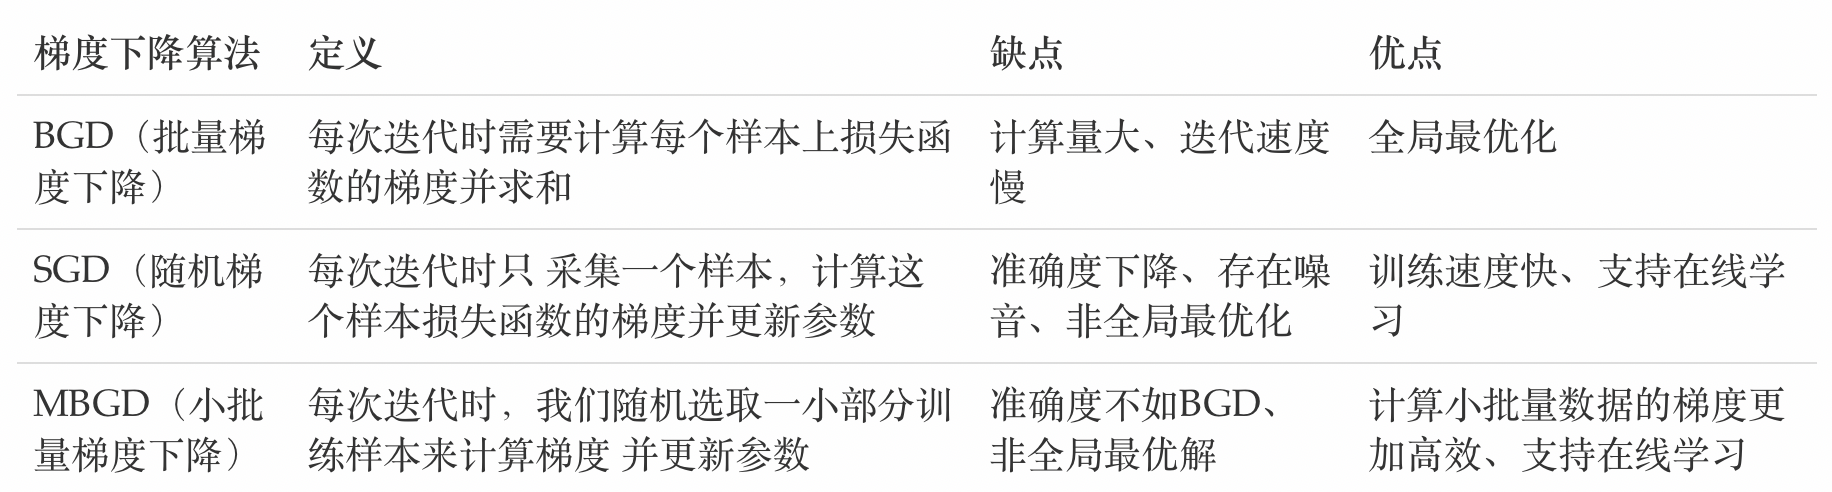 梯度下降算法 定义 缺点 优点
BGD（批量梯 每次迭代时需要计算每个样本上损失函 计算量大、迭代速度 全局最优化
度下降） 数的梯度并求和 慢
SGD（随机梯 每次迭代时只 采集一个样本，计算这 准确度下降、存在噪 训练速度快、支持在线学
度下降） 个样本损失函数的梯度并更新参数 音、非全局最优化 习
MBGD（小批 每次迭代时，我们随机选取一小部分训 准确度不如BGD、 计算小批量数据的梯度更
量梯度下降） 练样本来计算梯度 并更新参数 非全局最优解 加高效、支持在线学习